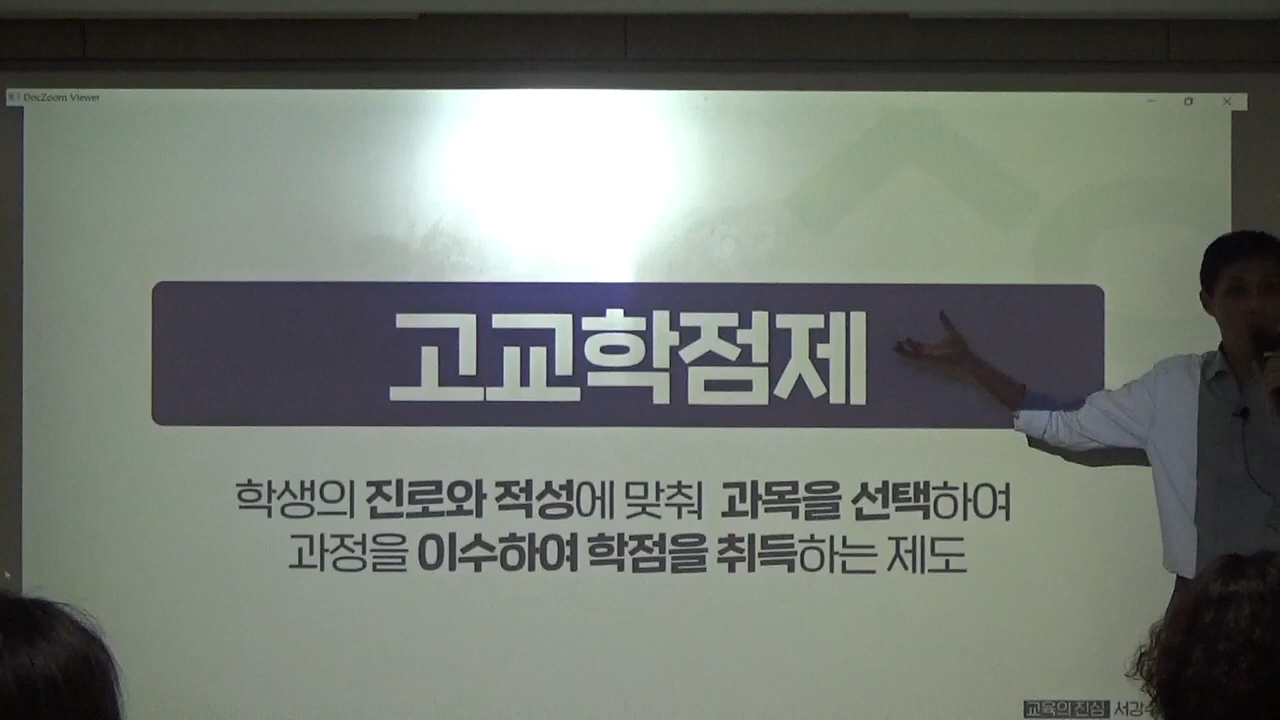 DocZoom Viewer
고교학점제
학생의 진로와 적성에 맞춰 과목을 선택하여
과정을 이수하여 학점을 취득하는 제도
교육의 진심